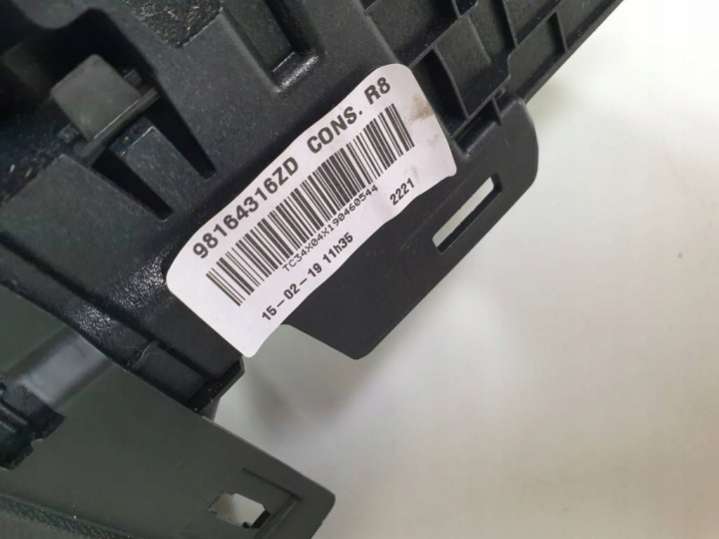 98164316ZD CONS. R8
TC34X04X190460544
15-02-19 11h35 2221